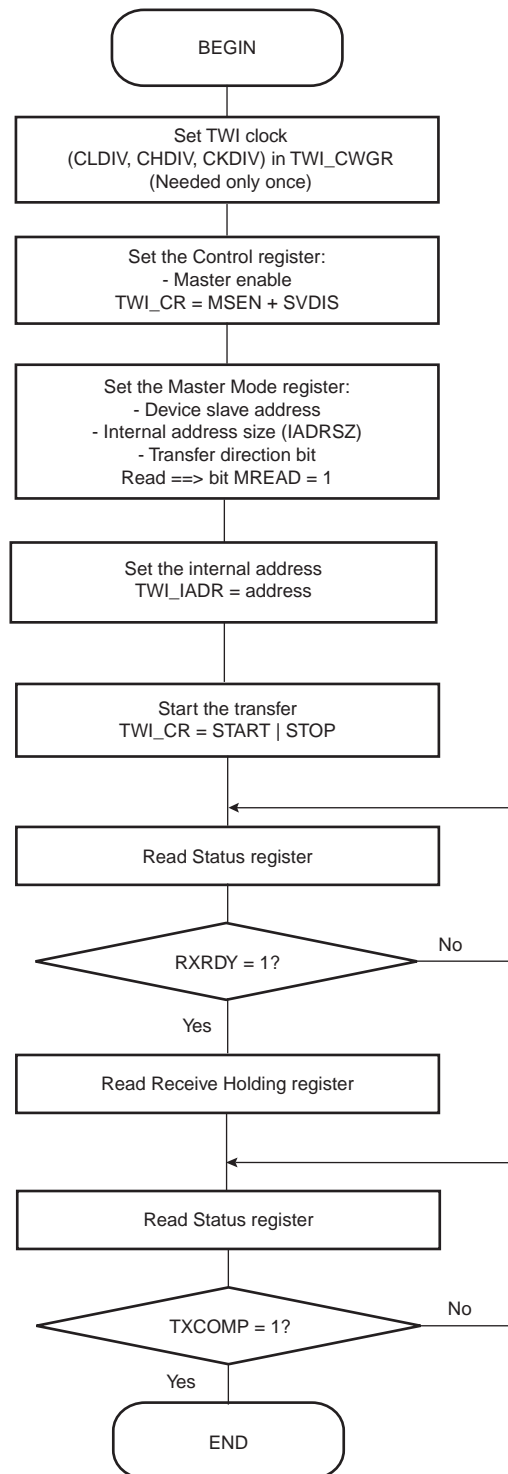 BEGIN
Set TWI clock
(CLDIV, CHDIV, CKDIV) in TWI_CWGR
(Needed only once)
Set the Control register:
- Master enable
TWI_CR = MSEN + SVDIS
Set the Master Mode register:
- Device slave address
- Internal address size (IADRSZ)
- Transfer direction bit
Read ==> bit MREAD = 1
Set the internal address
TWI_IADR = address
Start the transfer
TWI_CR = START | STOP
Read Status register
RXRDY = 1?
No
Yes
Read Receive Holding register
Read Status register
TXCOMP = 1?
No
Yes
END